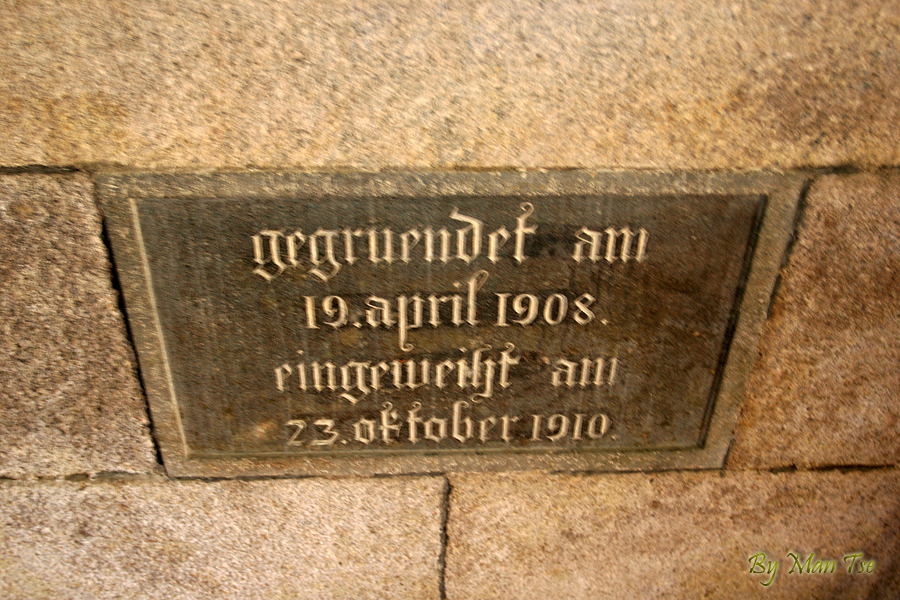 gegruendet am
19. april 1908.
eingeweiht am
23. oktober 1910.
By Man Tse